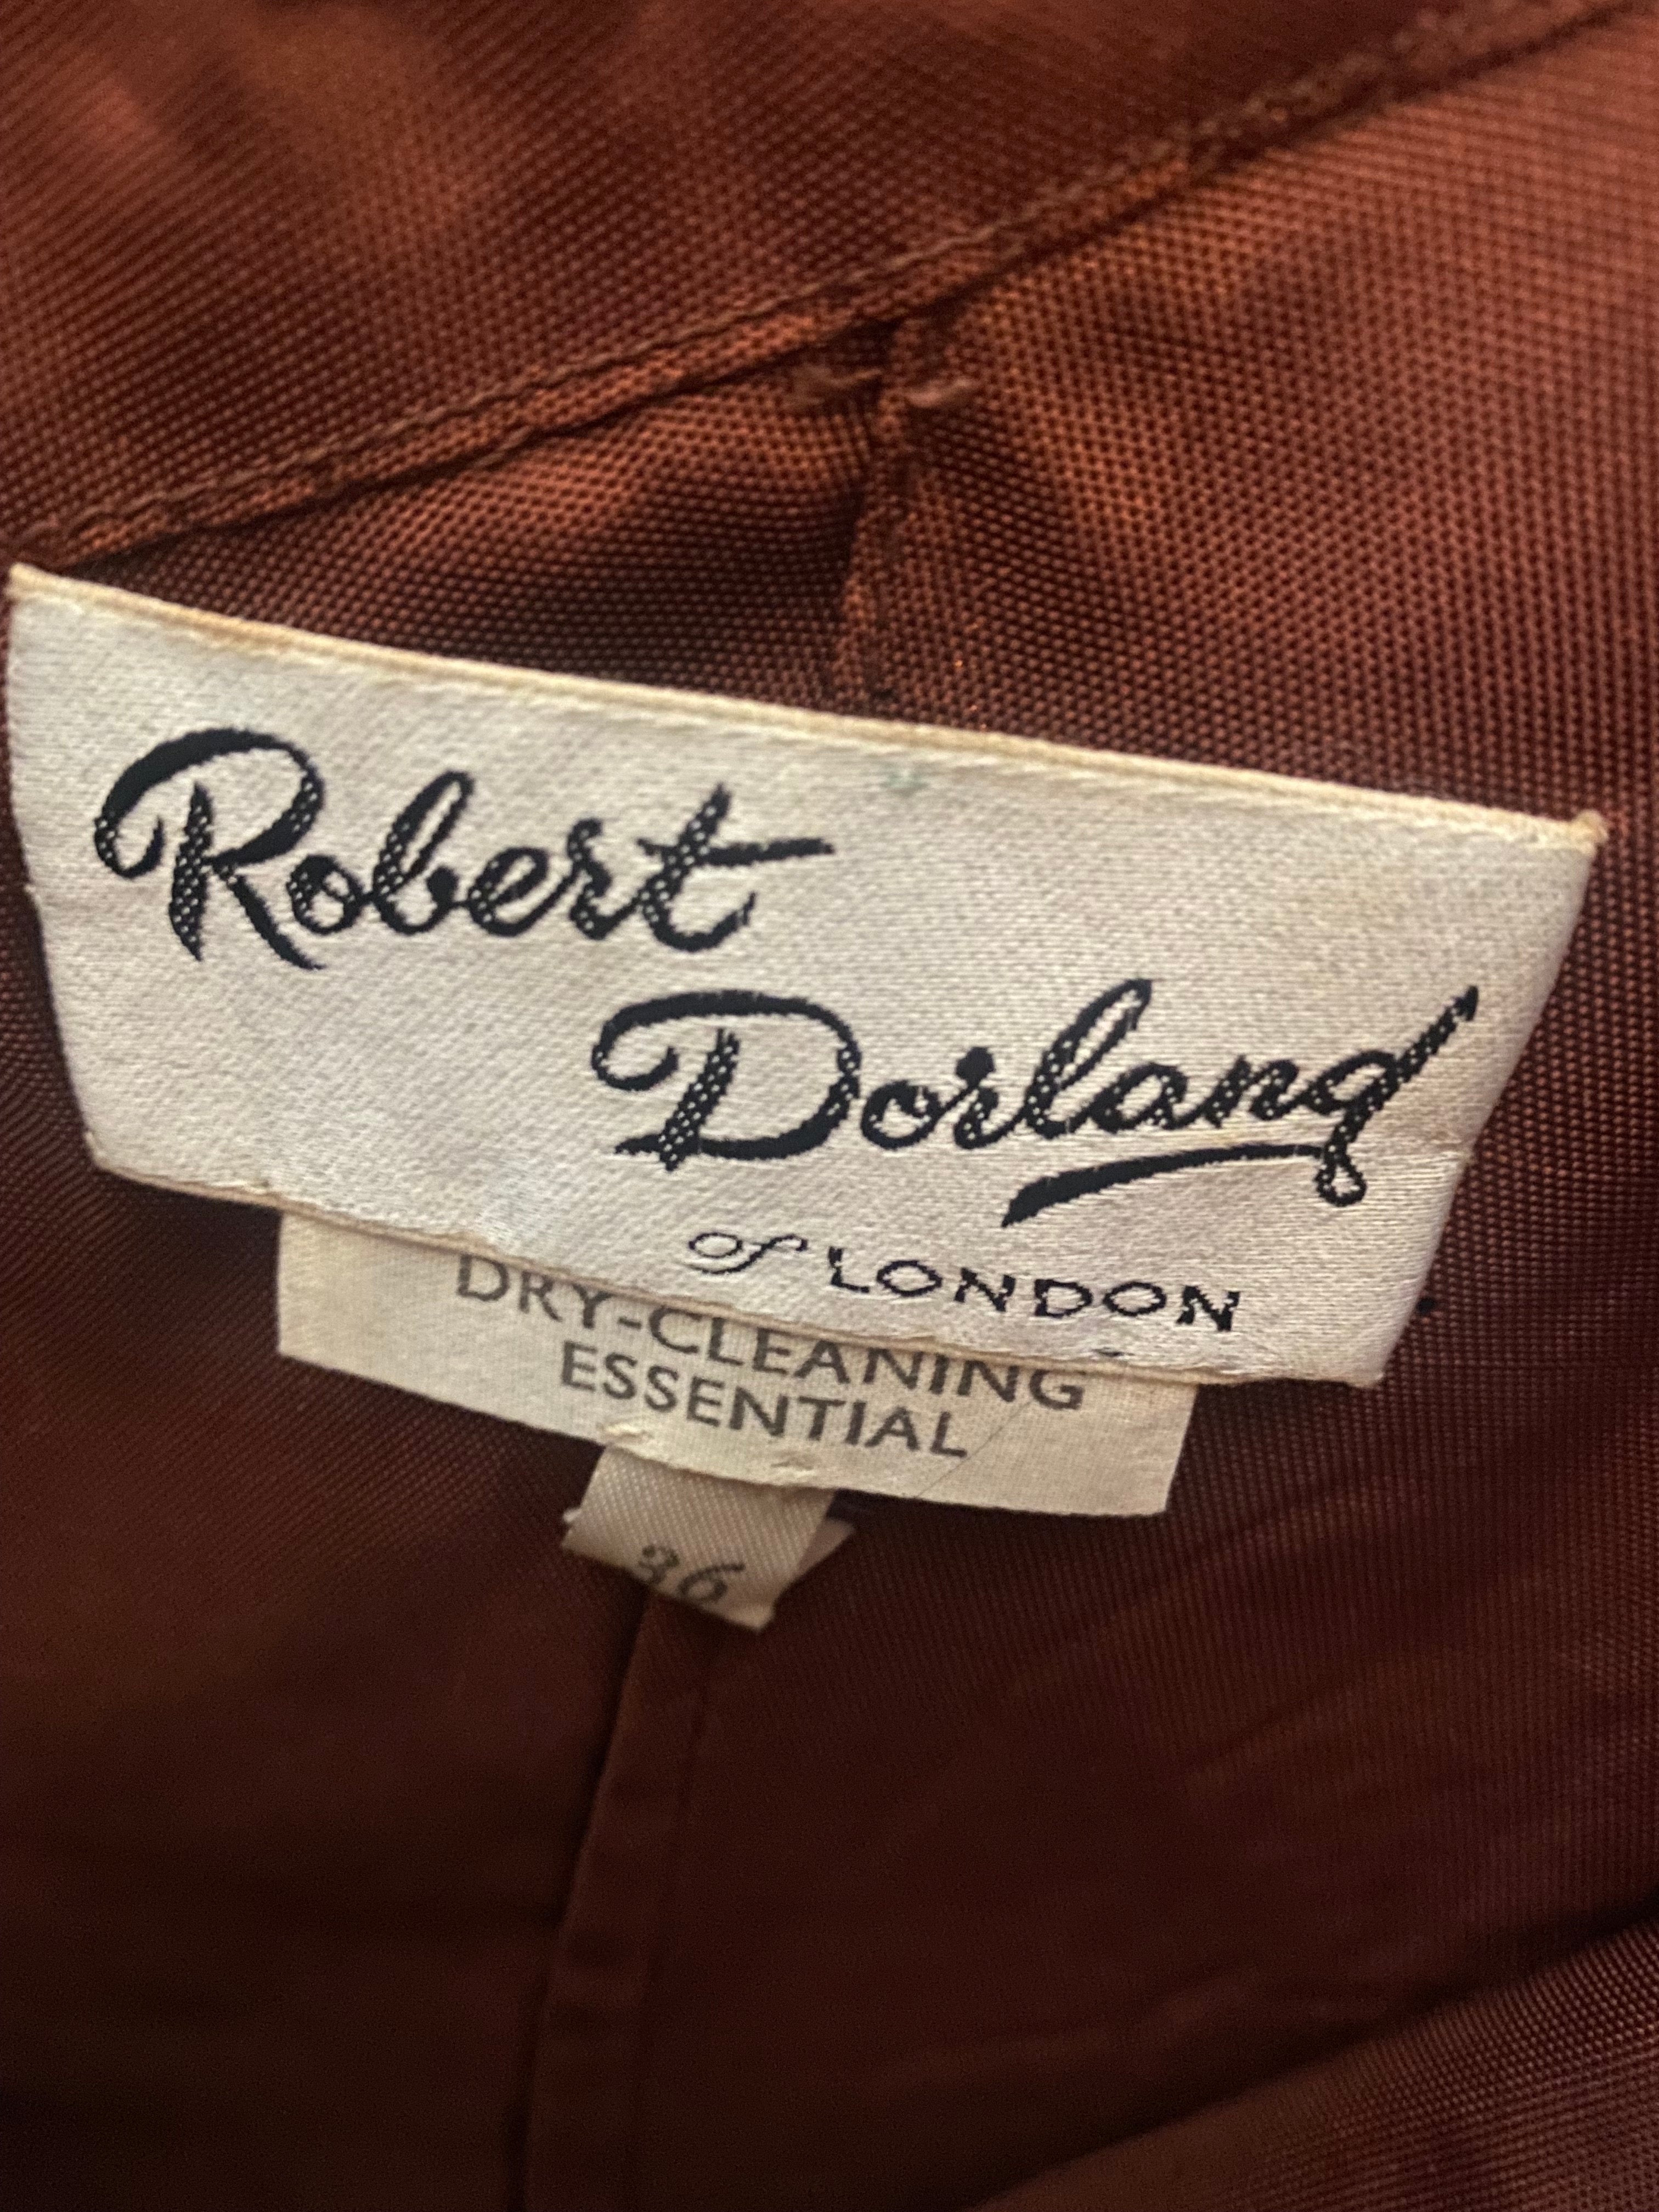 Robert
Dorland
of LONDON
DRY-CLEANING
ESSENTIAL
36